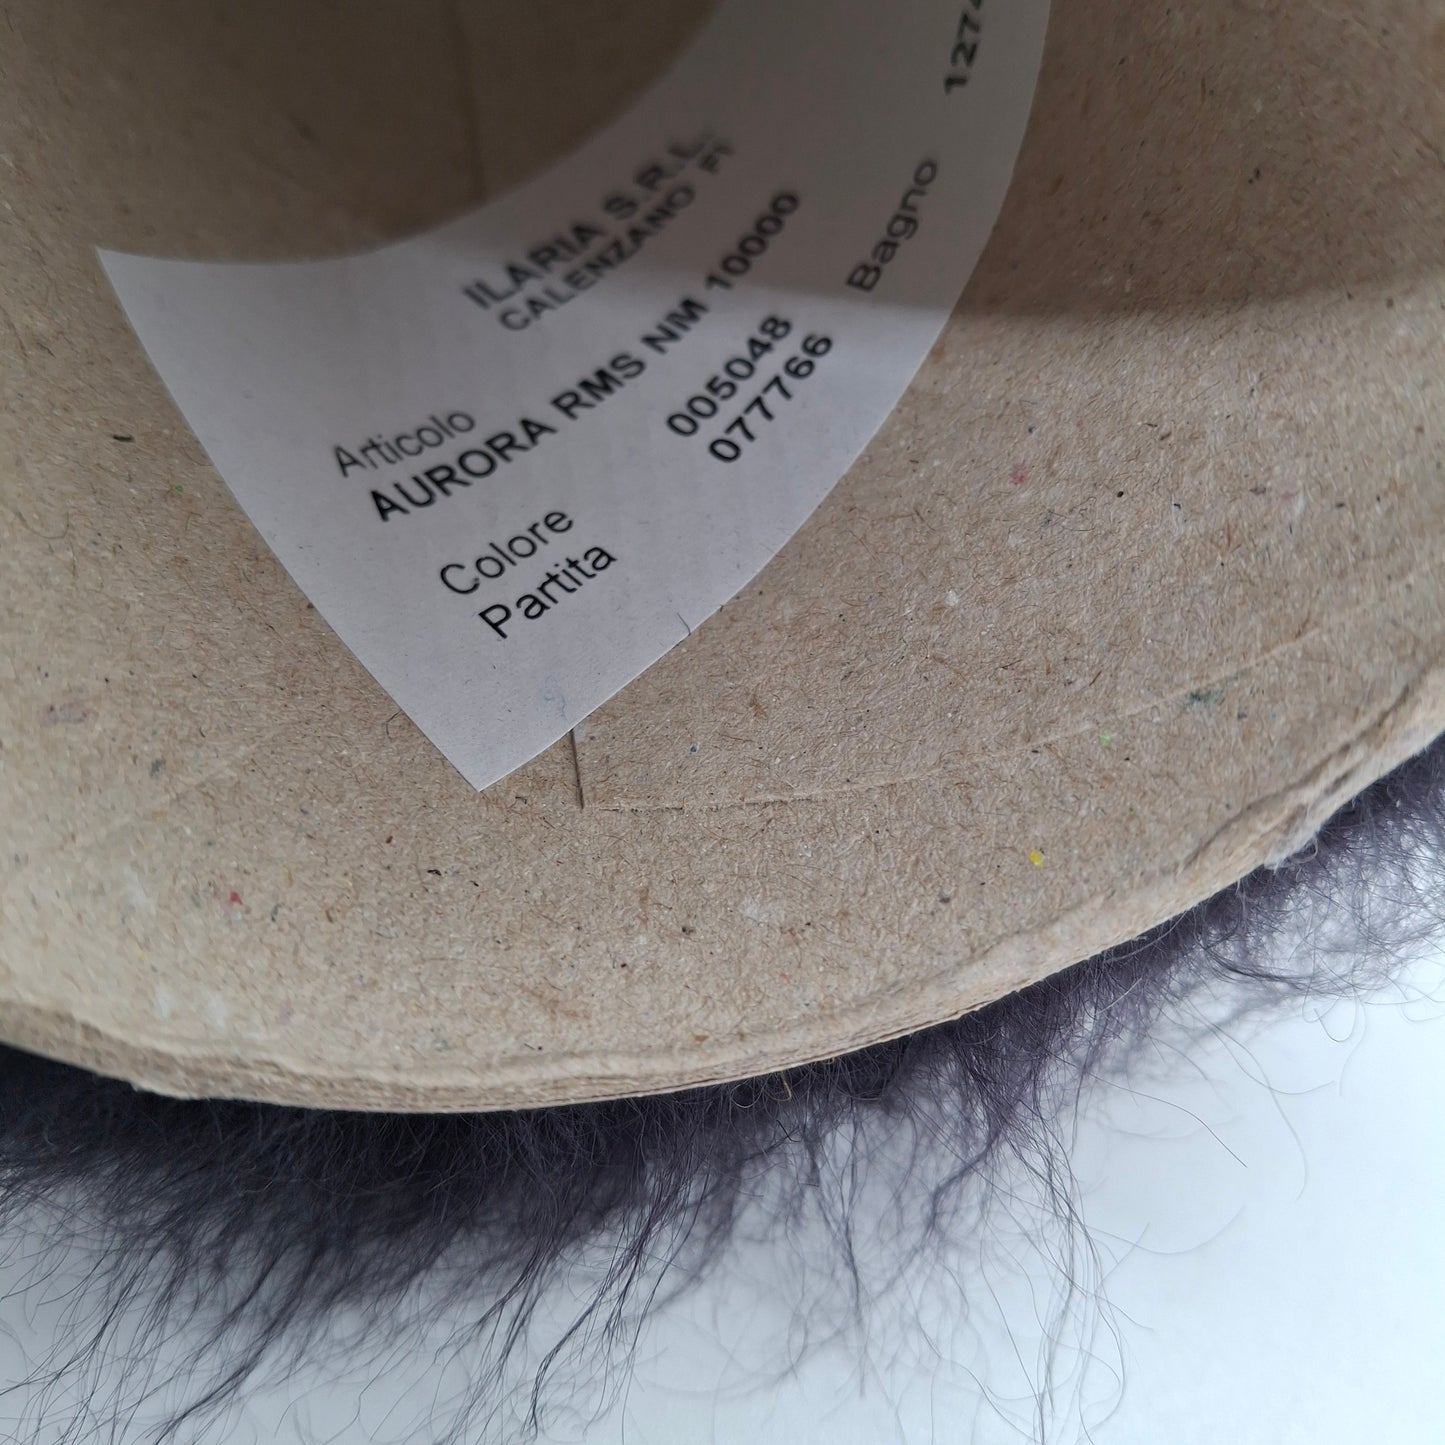 ILARIA S.R.L.
CALENZANO FI
Articolo
AURORA RMS NM 10000
Colore 005048
Partita 077766 Bagno